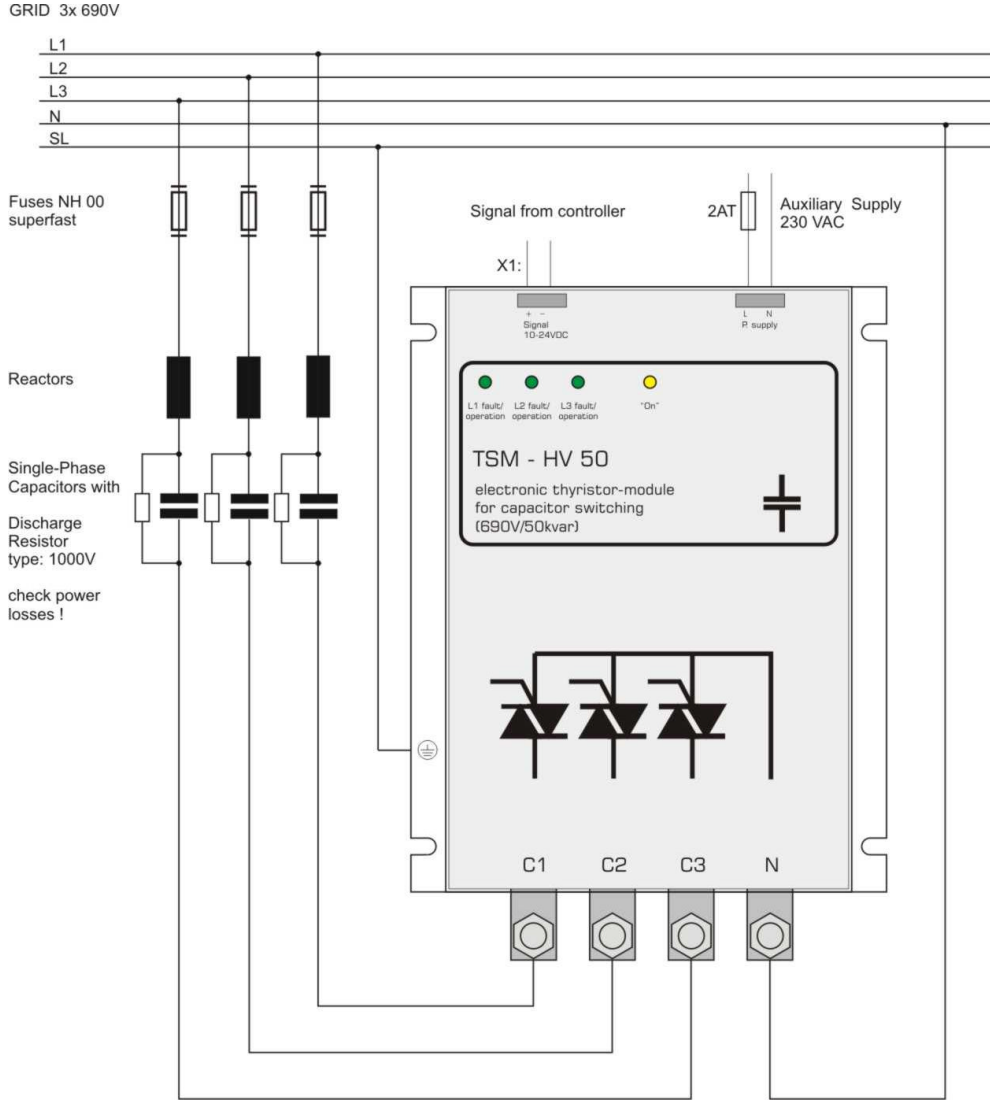 GRID 3x 690V
L1
L2
L3
N
SL
Fuses NH 00
superfast
Signal from controller
2AT
Auxiliary Supply
230 VAC
X1:
+ -
Signal
10-24VDC
L N
P. supply
Reactors
L1 fault/
operation
L2 fault/
operation
L3 fault/
operation
"On"
TSM - HV 50
electronic thyristor-module
for capacitor switching
(690V/50kvar)
Single-Phase
Capacitors with
Discharge
Resistor
type: 1000V
check power
losses !
C1
C2
C3
N